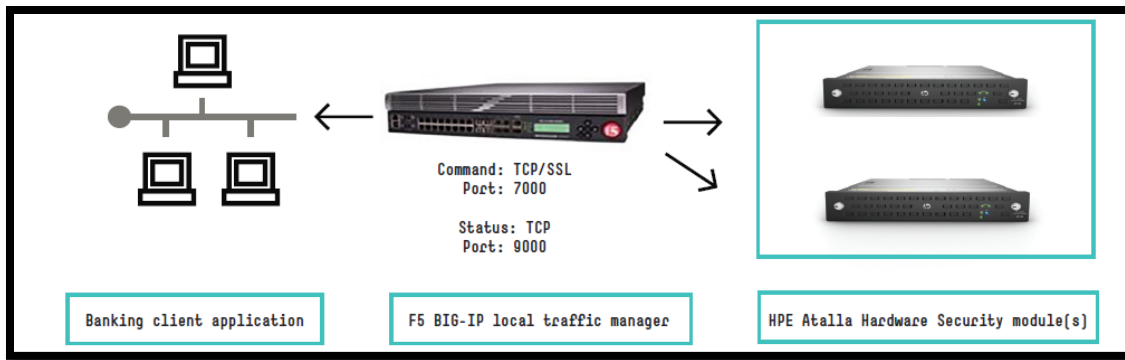 f5
Command: TCP/SSL
Port: 7000
Status: TCP
Port: 9000
Banking client application
F5 BIG-IP local traffic manager
HPE Atalla Hardware Security module(s)